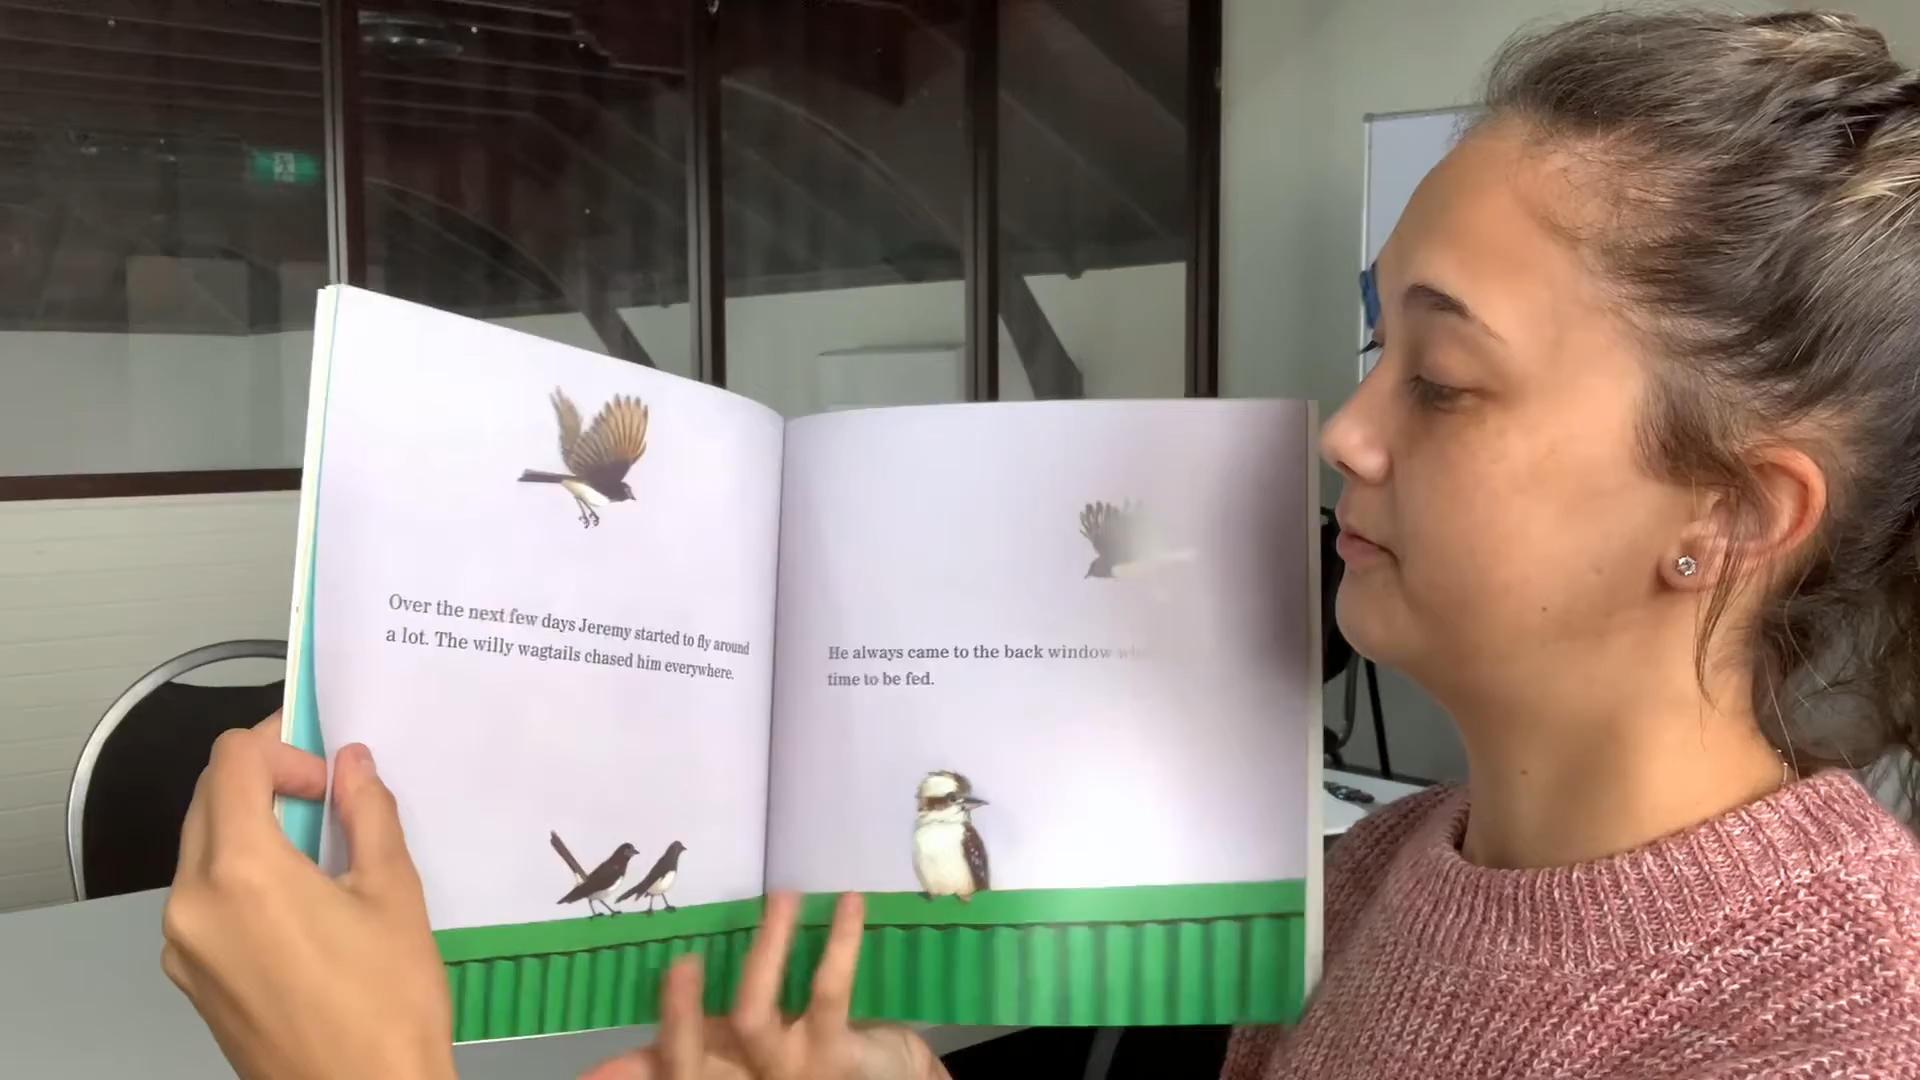 Over the next few days Jeremy started to fly around
a lot. The willy wagtails chased him everywhere.
He always came to the back window
time to be fed.